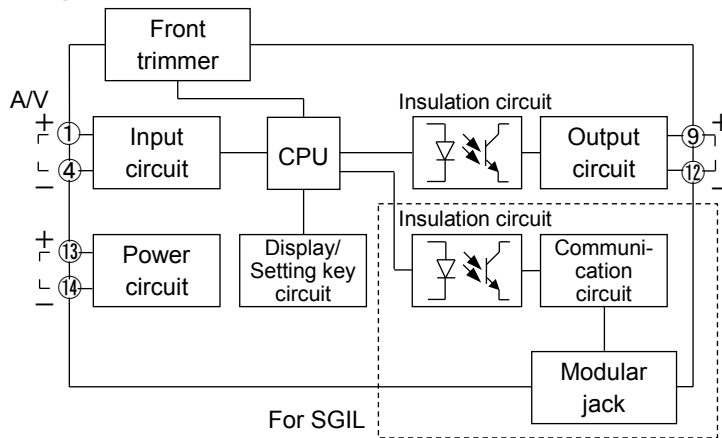 Front
trimmer
A/V
+
①
④
−
Input
circuit
CPU
Insulation circuit
Output
circuit
+
⑨
⑫
−
+
⑬
⑭
−
Power
circuit
Display/
Setting key
circuit
Insulation circuit
Communi-
cation
circuit
Modular
jack
For SGIL